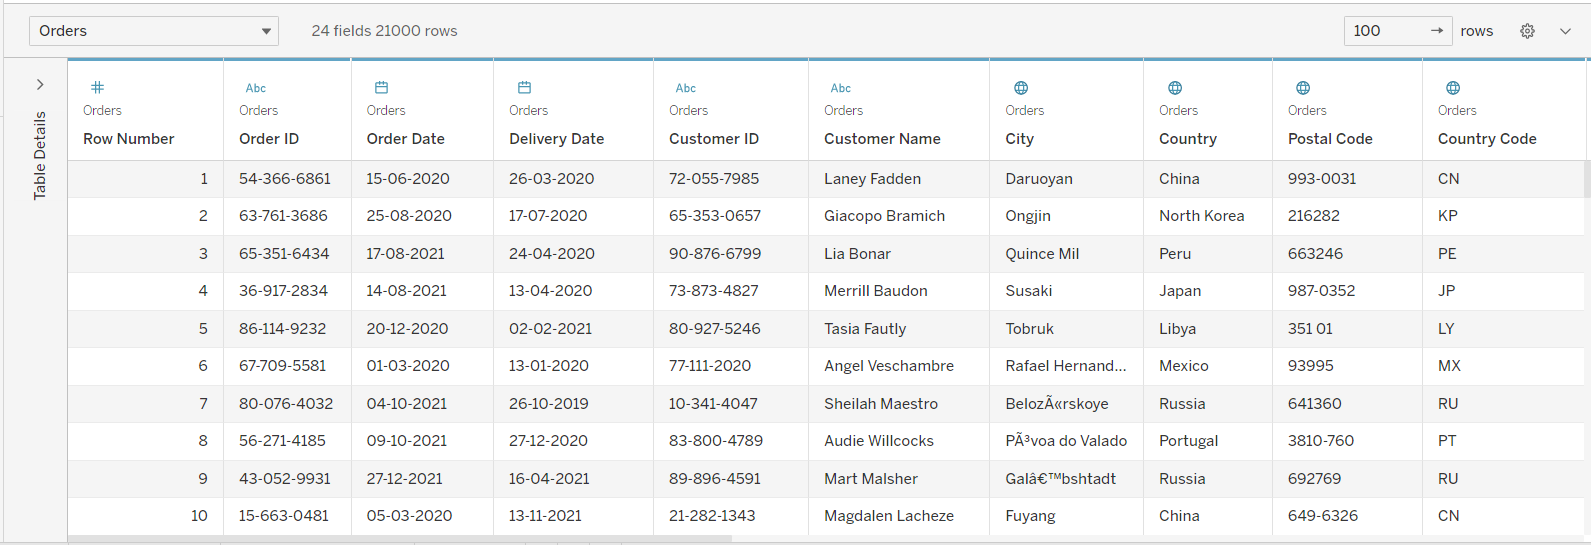 Orders 24 fields 21000 rows 100 → rows
Table Details
# Abc Abc Abc
Orders Orders Orders Orders Orders Orders Orders Orders Orders Orders
Row Number Order ID Order Date Delivery Date Customer ID Customer Name City Country Postal Code Country Code
1 54-366-6861 15-06-2020 26-03-2020 72-055-7985 Laney Fadden Daruoyan China 993-0031 CN
2 63-761-3686 25-08-2020 17-07-2020 65-353-0657 Giacopo Bramich Ongjin North Korea 216282 KP
3 65-351-6434 17-08-2021 24-04-2020 90-876-6799 Lia Bonar Quince Mil Peru 663246 PE
4 36-917-2834 14-08-2021 13-04-2020 73-873-4827 Merrill Baudon Susaki Japan 987-0352 JP
5 86-114-9232 20-12-2020 02-02-2021 80-927-5246 Tasia Fautly Tobruk Libya 351 01 LY
6 67-709-5581 01-03-2020 13-01-2020 77-111-2020 Angel Veschambre Rafael Hernand... Mexico 93995 MX
7 80-076-4032 04-10-2021 26-10-2019 10-341-4047 Sheilah Maestro BelozÃ«rskoye Russia 641360 RU
8 56-271-4185 09-10-2021 27-12-2020 83-800-4789 Audie Willcocks PÃ³voa do Valado Portugal 3810-760 PT
9 43-052-9931 27-12-2021 16-04-2021 89-896-4591 Mart Malsher Galâ€™bshtadt Russia 692769 RU
10 15-663-0481 05-03-2020 13-11-2021 21-282-1343 Magdalen Lacheze Fuyang China 649-6326 CN